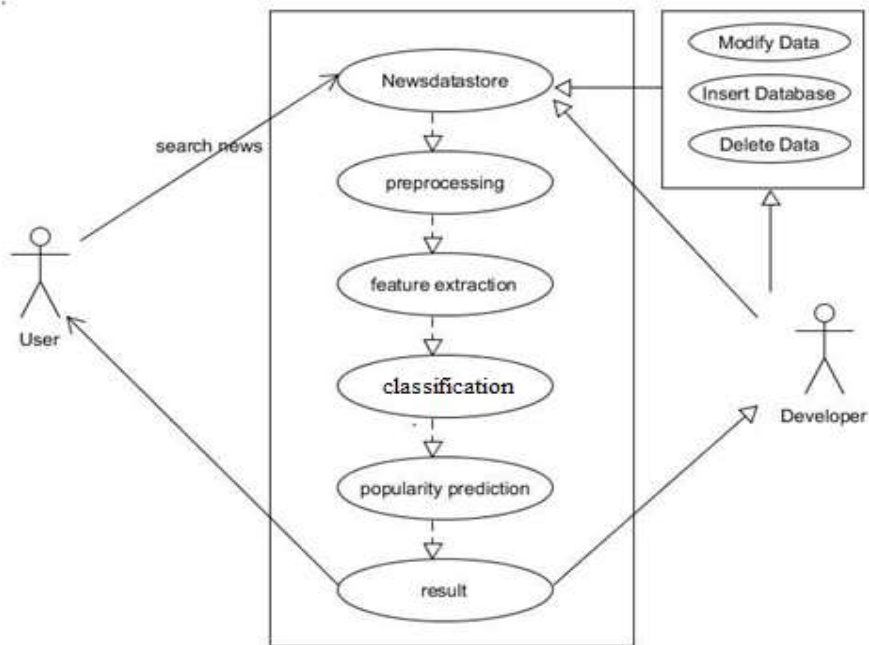 Newsdatastore
Modify Data
Insert Database
Delete Data
search news
preprocessing
feature extraction
User
classification
Developer
popularity prediction
result